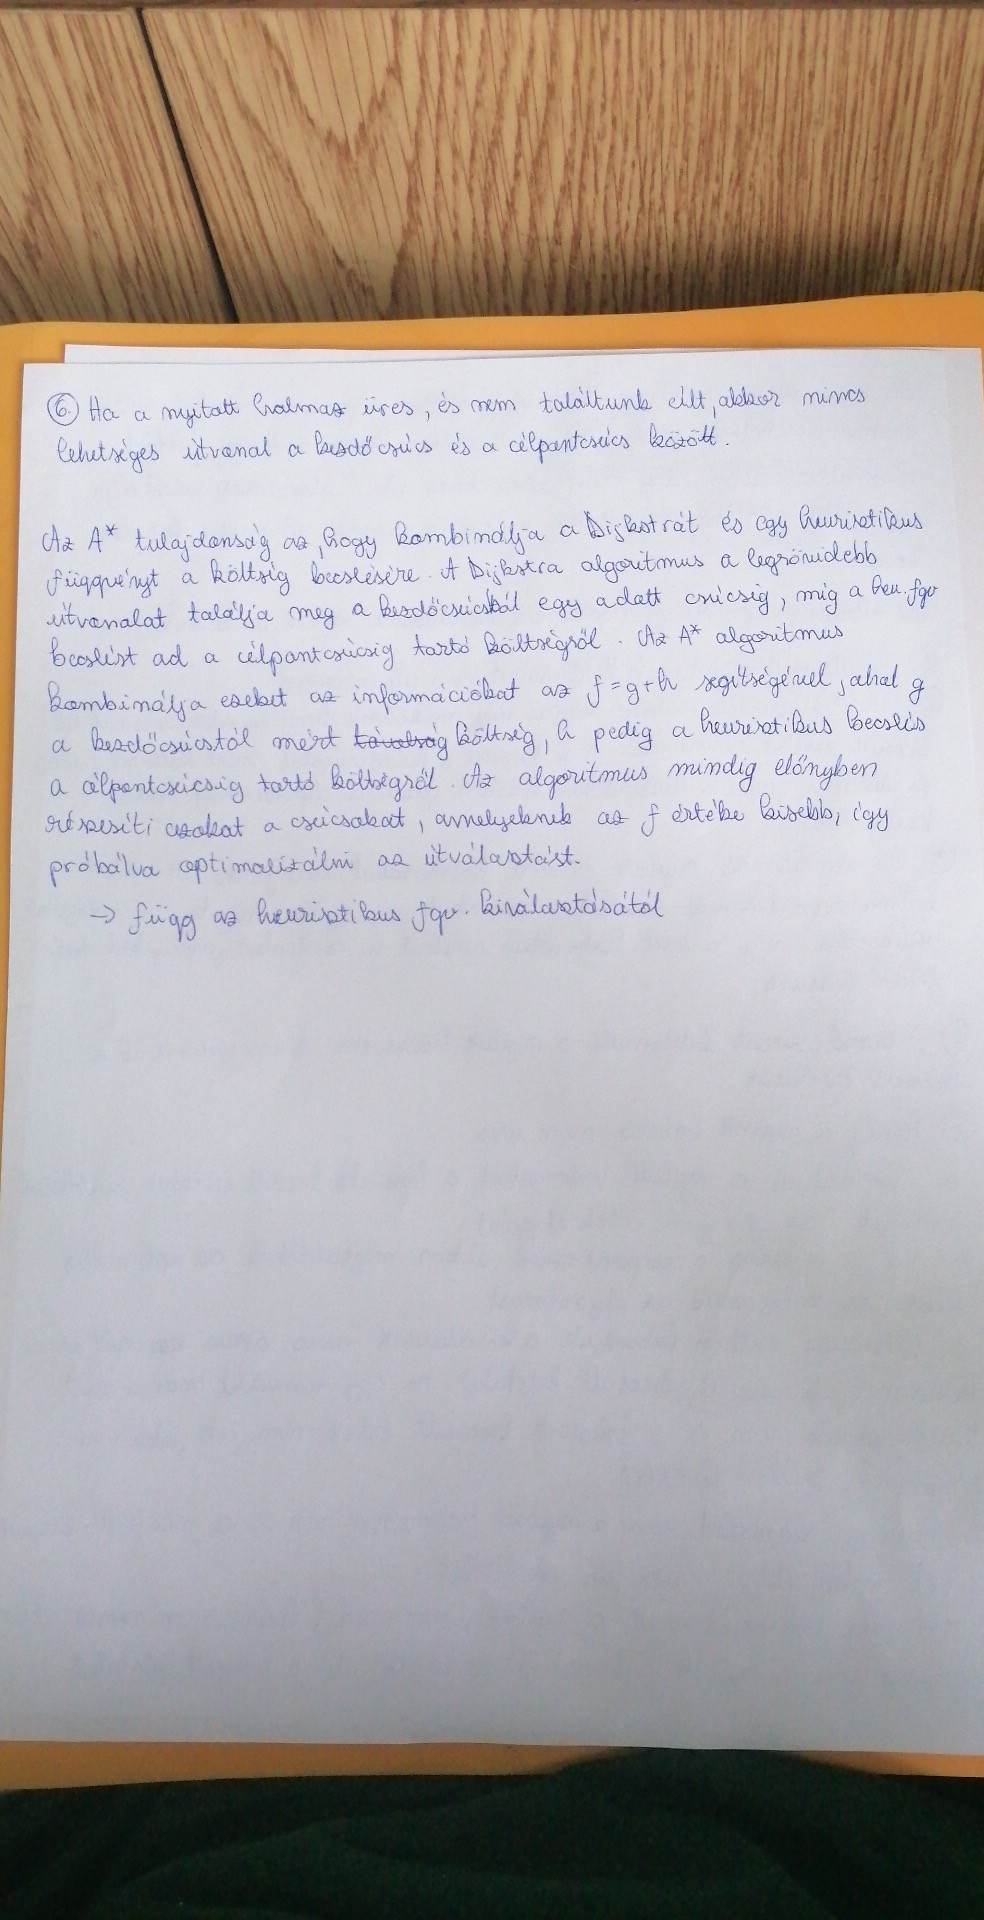 6. Ha a nyitott halmaz üres, és nem találtunk célt, akkor nincs
lehetséges útvonal a kezdőcsúcs és a célpontcsúcs között.
Az A* tulajdonság az, hogy kombinálja a Dijkstrát és egy heurisztikus
függvényt a költség becslésére. A Dijkstra algoritmus a legrövidebb
útvonalat találja meg a kezdőcsúcsból egy adott csúcsig, míg a heu. fgv
becslést ad a célpontcsúcsig tartó költségről. Az A* algoritmus
kombinálja ezeket az információkat az f=g+h segítségével, ahol g
a kezdőcsúcstól mért távolság költség, h pedig a heurisztikus becslés
a célpontcsúcsig tartó költségről. Az algoritmus mindig előnyben
részesíti azokat a csúcsokat, amelyeknek az f értéke kisebb, így
próbálva optimalizálni az útválasztást.
→ függ az heurisztikus fgv. kiválasztásától